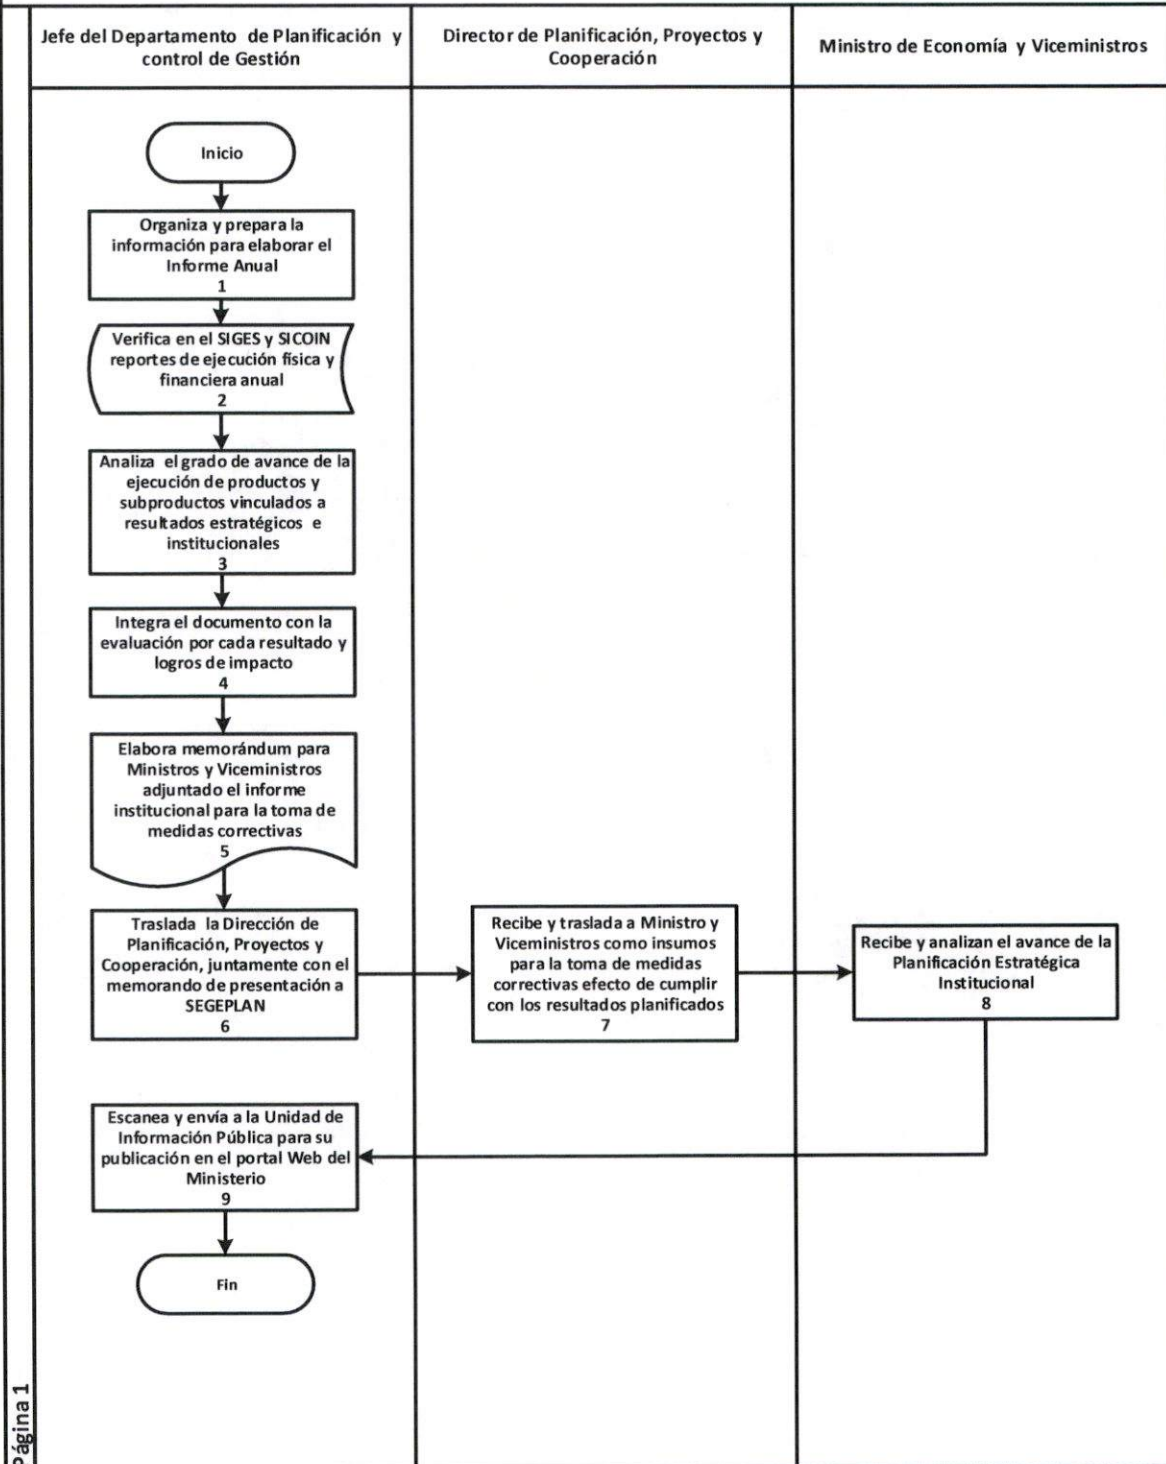 Jefe del Departamento de Planificación y
control de Gestión
Director de Planificación, Proyectos y
Cooperación
Ministro de Economía y Viceministros
Inicio
Organiza y prepara la
información para elaborar el
Informe Anual
1
Verifica en el SIGES y SICOIN
reportes de ejecución física y
financiera anual
2
Analiza el grado de avance de la
ejecución de productos y
subproductos vinculados a
resultados estratégicos e
institucionales
3
Integra el documento con la
evaluación por cada resultado y
logros de impacto
4
Elabora memorándum para
Ministros y Viceministros
adjuntado el informe
institucional para la toma de
medidas correctivas
5
Traslada la Dirección de
Planificación, Proyectos y
Cooperación, juntamente con el
memorando de presentación a
SEGEPLAN
6
Recibe y traslada a Ministro y
Viceministros como insumos
para la toma de medidas
correctivas efecto de cumplir
con los resultados planificados
7
Recibe y analizan el avance de la
Planificación Estratégica
Institucional
8
Escanea y envía a la Unidad de
Información Pública para su
publicación en el portal Web del
Ministerio
9
Fin
Página 1